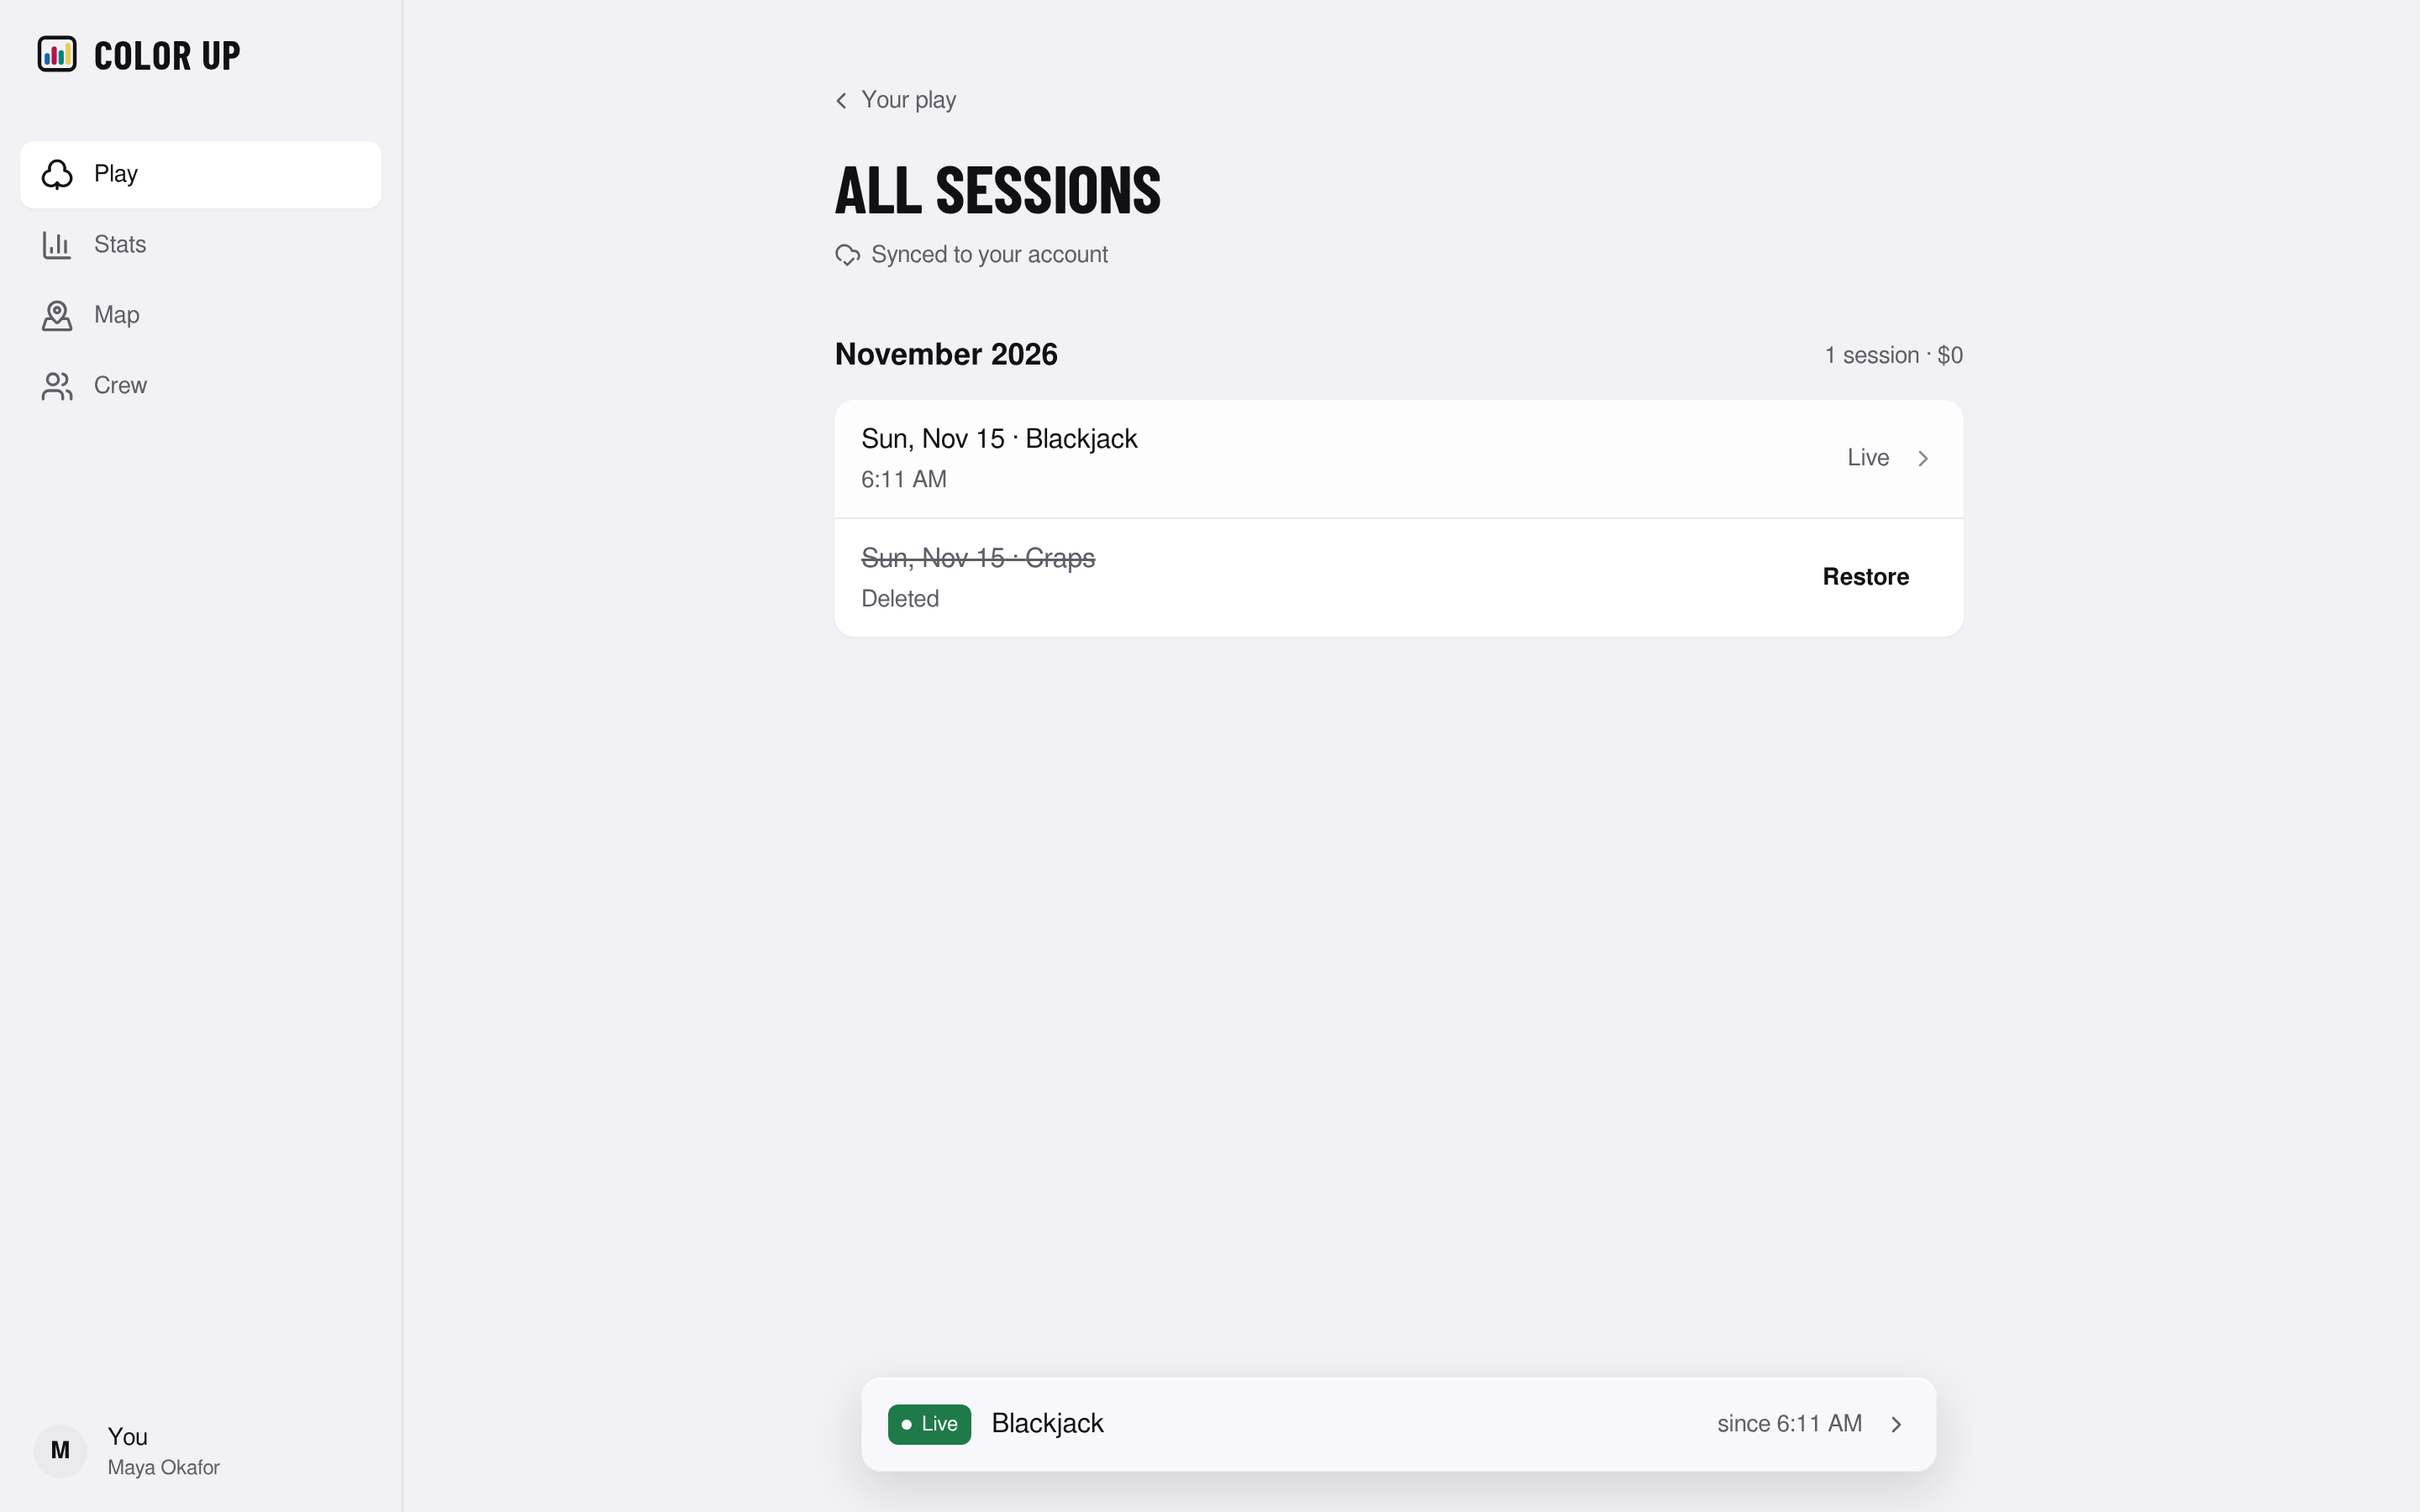 COLOR UP
Play
Stats
Map
Crew
Your play
ALL SESSIONS
Synced to your account
November 2026
1 session · $0
Sun, Nov 15 · Blackjack
6:11 AM
Live
Sun, Nov 15 · Craps
Deleted
Restore
Live
Blackjack
since 6:11 AM
M
You
Maya Okafor